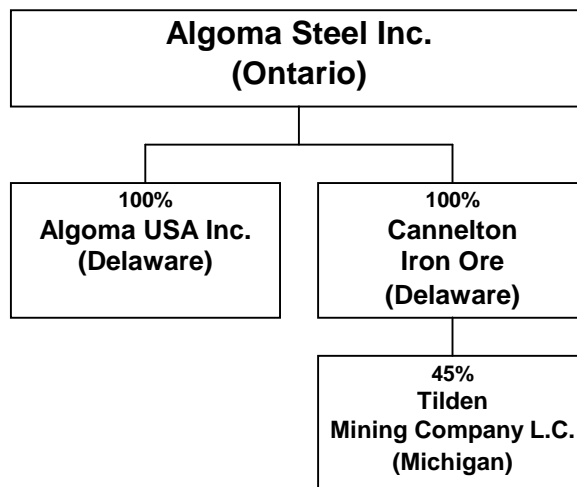 Algoma Steel Inc.
(Ontario)
100%
Algoma USA Inc.
(Delaware)
100%
Cannelton
Iron Ore
(Delaware)
45%
Tilden
Mining Company L.C.
(Michigan)